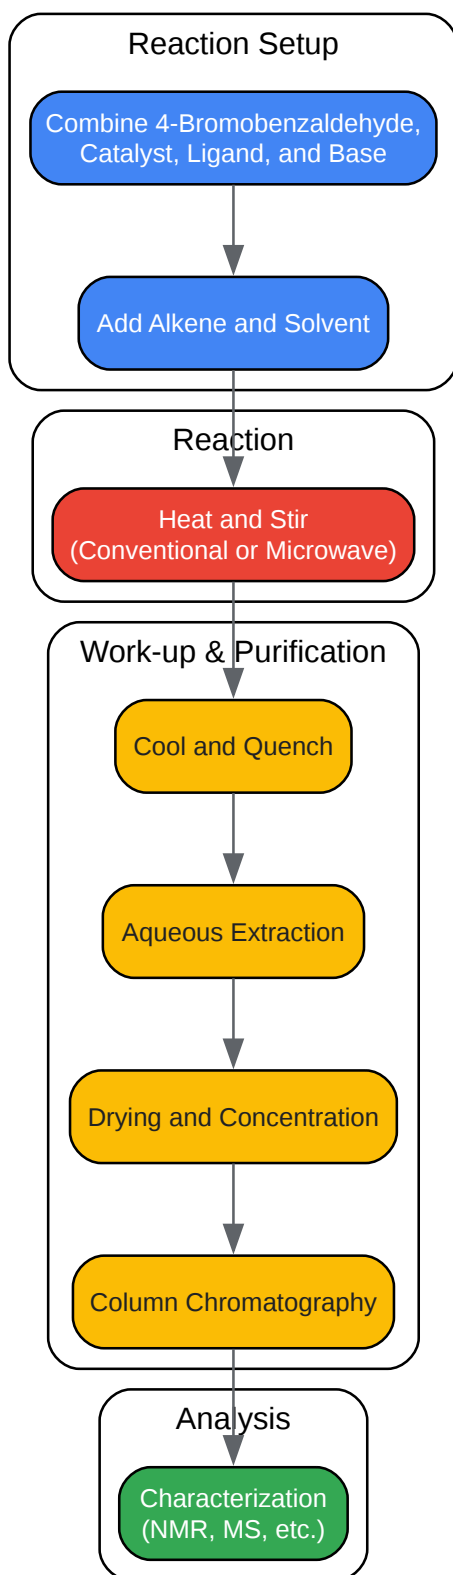 Reaction Setup
Combine 4-Bromobenzaldehyde,
Catalyst, Ligand, and Base
Add Alkene and Solvent
Reaction
Heat and Stir
(Conventional or Microwave)
Work-up & Purification
Cool and Quench
Aqueous Extraction
Drying and Concentration
Column Chromatography
Analysis
Characterization
(NMR, MS, etc.)